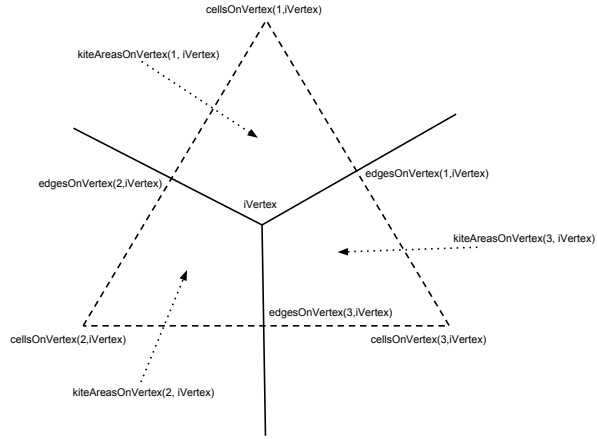 cellsOnVertex(1,iVertex)
kiteAreasOnVertex(1, iVertex)
edgesOnVertex(1,iVertex)
edgesOnVertex(2,iVertex)
iVertex
kiteAreasOnVertex(3, iVertex)
edgesOnVertex(3,iVertex)
cellsOnVertex(2,iVertex)
cellsOnVertex(3,iVertex)
kiteAreasOnVertex(2, iVertex)